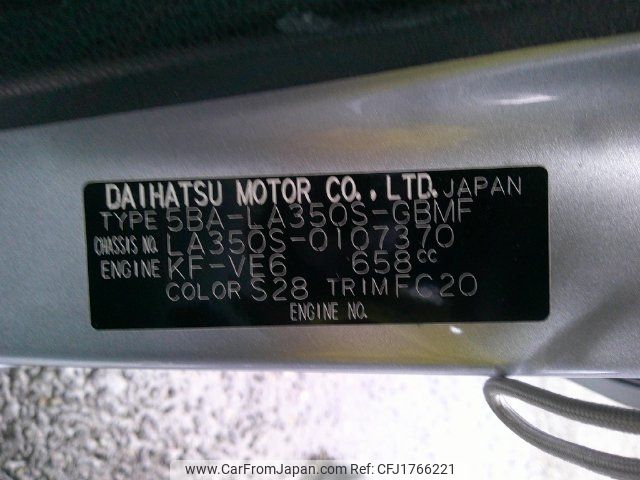 DAIHATSU MOTOR CO., LTD. JAPAN
TYPE 5BA-LA350S-GBMF
CHASSIS NO. LA350S-0107370
ENGINE KF-VE6 658cc
COLOR S28 TRIM FC20
ENGINE NO.
www.CarFromJapan.com ⓒ CarFromJapan CFJ1766221